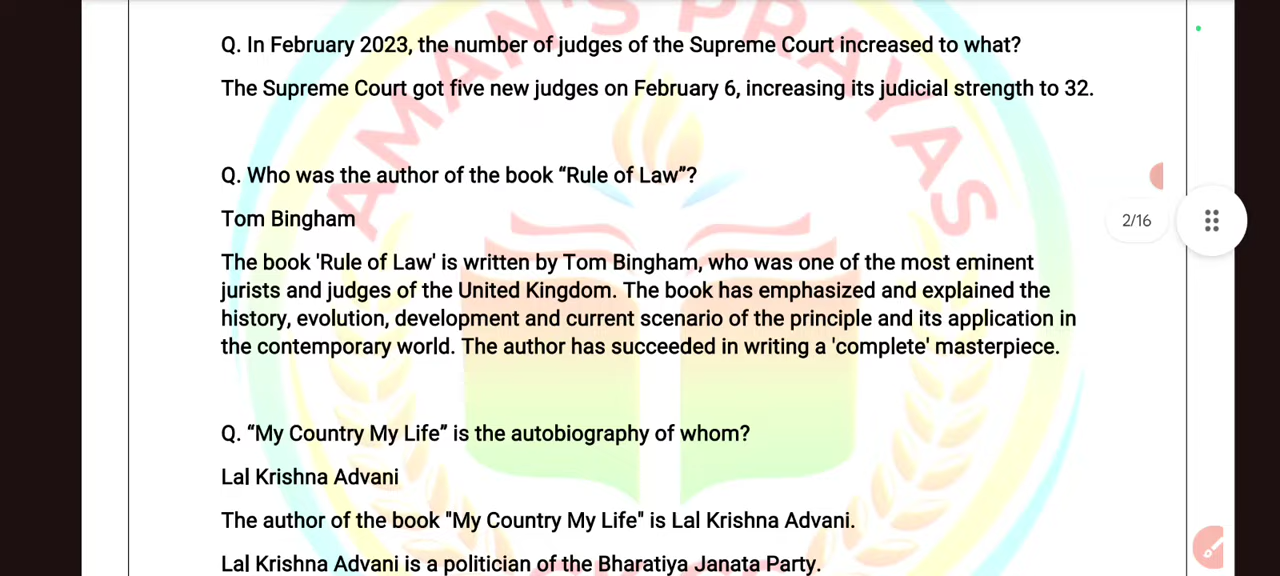 AMAN'S PRAYAS
Q. In February 2023, the number of judges of the Supreme Court increased to what?
The Supreme Court got five new judges on February 6, increasing its judicial strength to 32.
Q. Who was the author of the book “Rule of Law”?
Tom Bingham
2/16
The book 'Rule of Law' is written by Tom Bingham, who was one of the most eminent
jurists and judges of the United Kingdom. The book has emphasized and explained the
history, evolution, development and current scenario of the principle and its application in
the contemporary world. The author has succeeded in writing a 'complete' masterpiece.
Q. “My Country My Life” is the autobiography of whom?
Lal Krishna Advani
The author of the book "My Country My Life" is Lal Krishna Advani.
Lal Krishna Advani is a politician of the Bharatiya Janata Party.